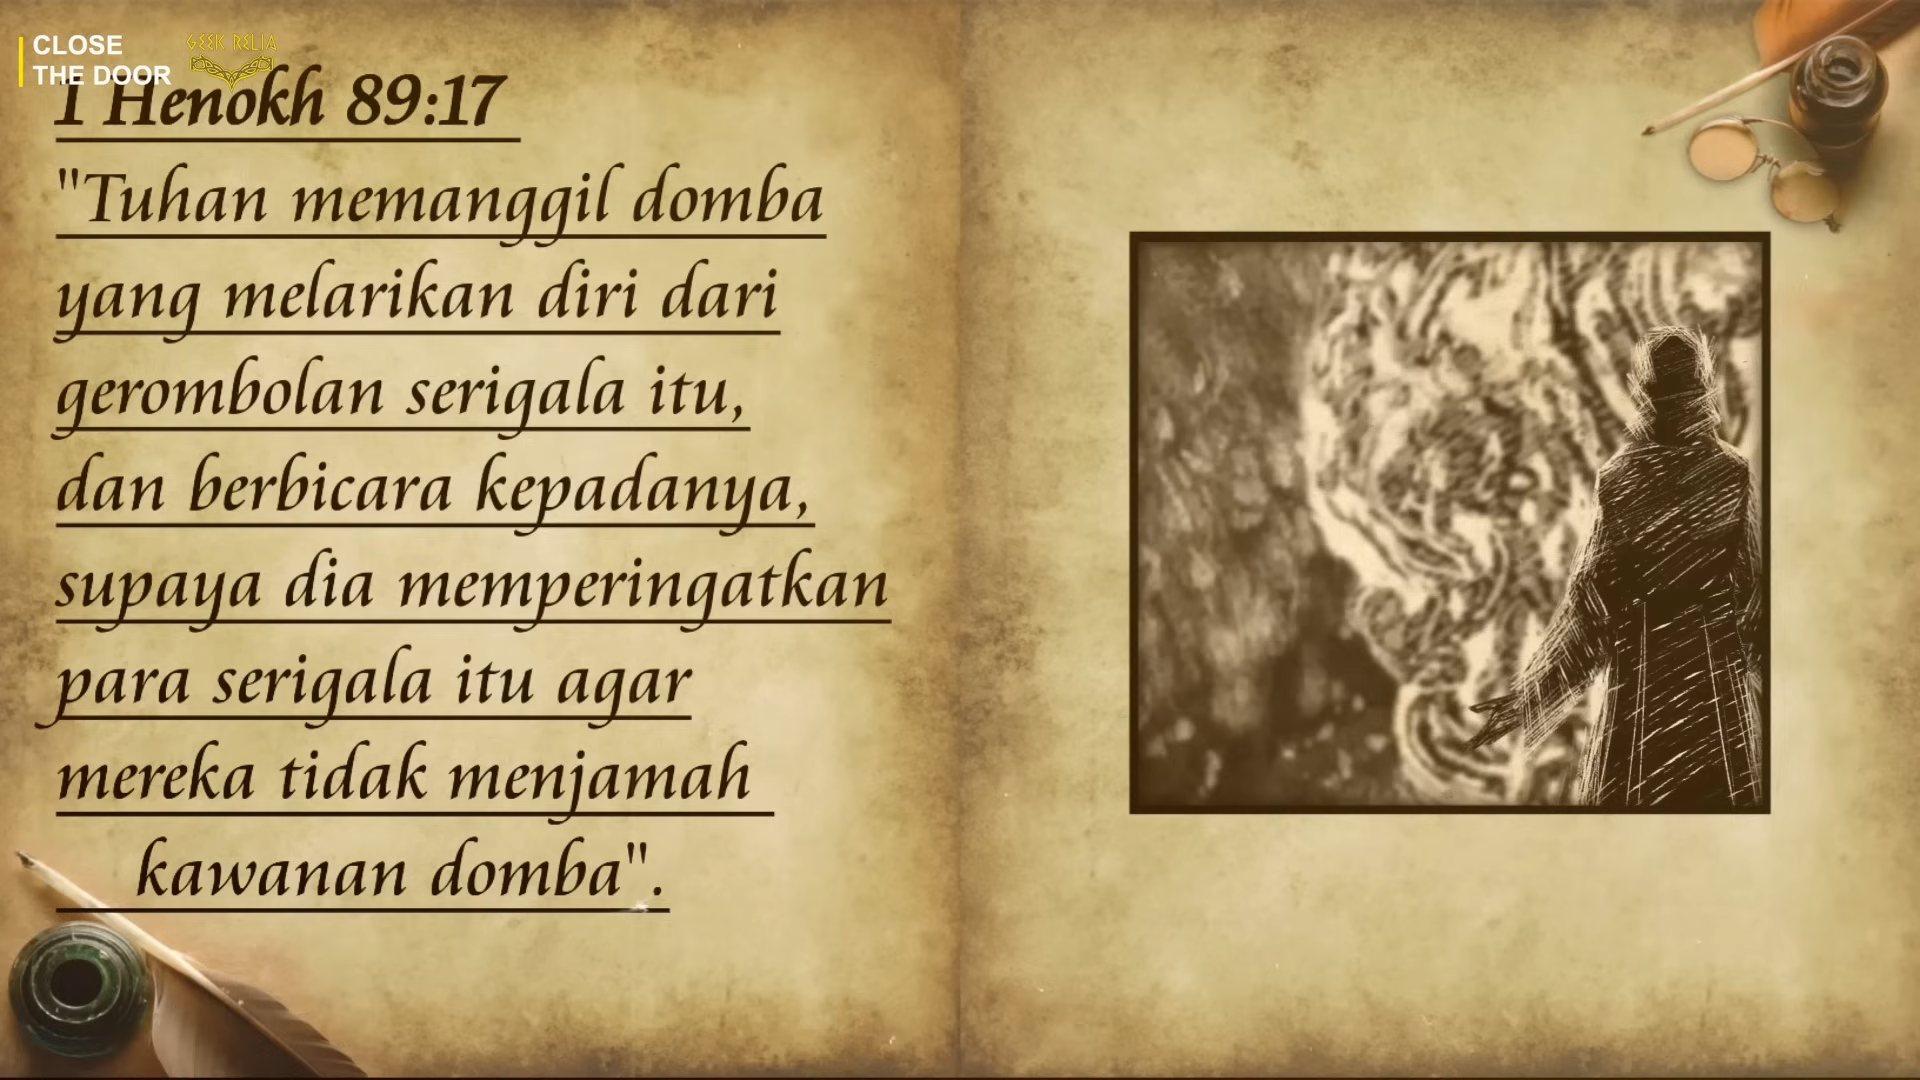 CLOSE
THE DOOR
GEEK RELIA
1 Henokh 89:17
"Tuhan memanggil domba
yang melarikan diri dari
gerombolan serigala itu,
dan berbicara kepadanya,
supaya dia memperingatkan
para serigala itu agar
mereka tidak menjamah
kawanan domba".